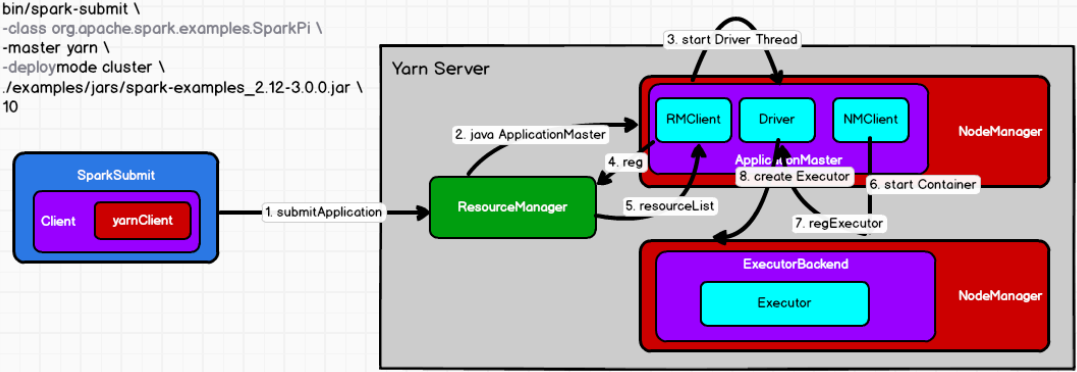 bin/spark-submit \
-class org.apache.spark.examples.SparkPi \
-master yarn \
-deploymode cluster \
./examples/jars/spark-examples_2.12-3.0.0.jar \
10
SparkSubmit
Client
yarnClient
1. submitApplication
Yarn Server
ResourceManager
2. java ApplicationMaster
3. start Driver Thread
RMClient
Driver
NMClient
ApplicationMaster
NodeManager
4. reg
5. resourceList
8. create Executor
6. start Container
7. regExecutor
ExecutorBackend
Executor
NodeManager